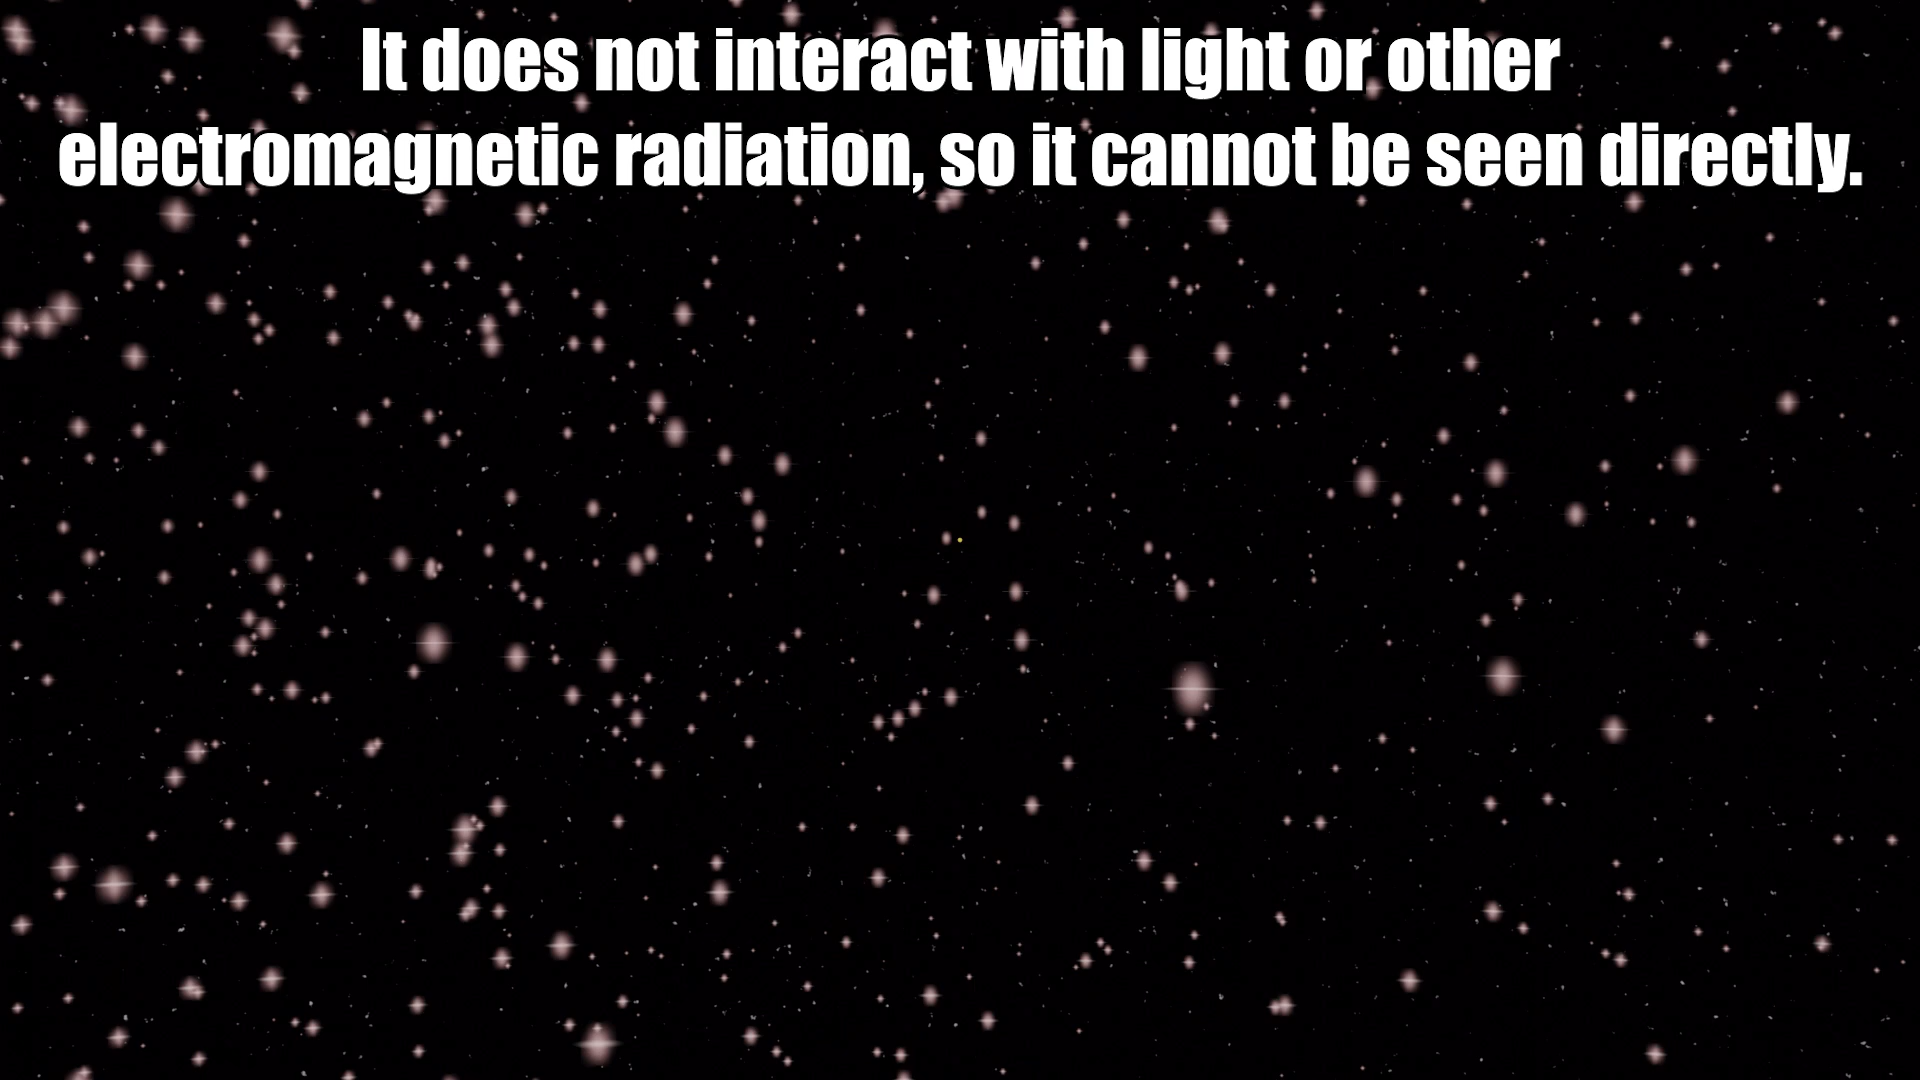 It does not interact with light or other
electromagnetic radiation, so it cannot be seen directly.